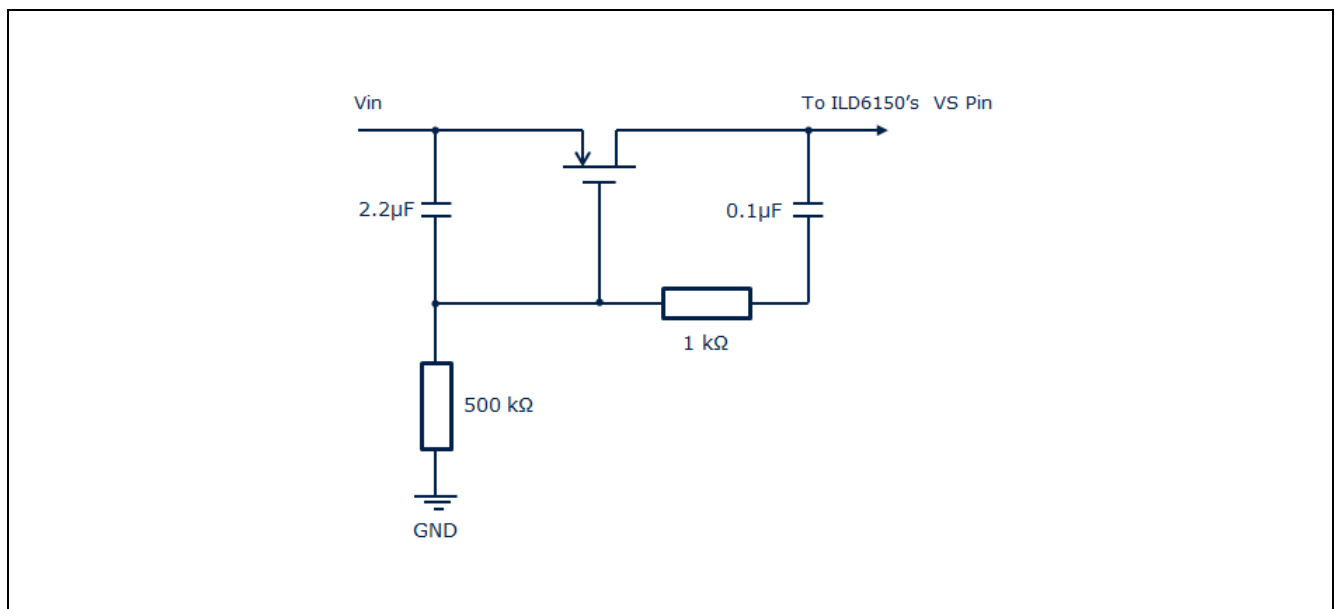 Vin
To ILD6150's VS Pin
2.2µF
0.1µF
1 kΩ
500 kΩ
GND